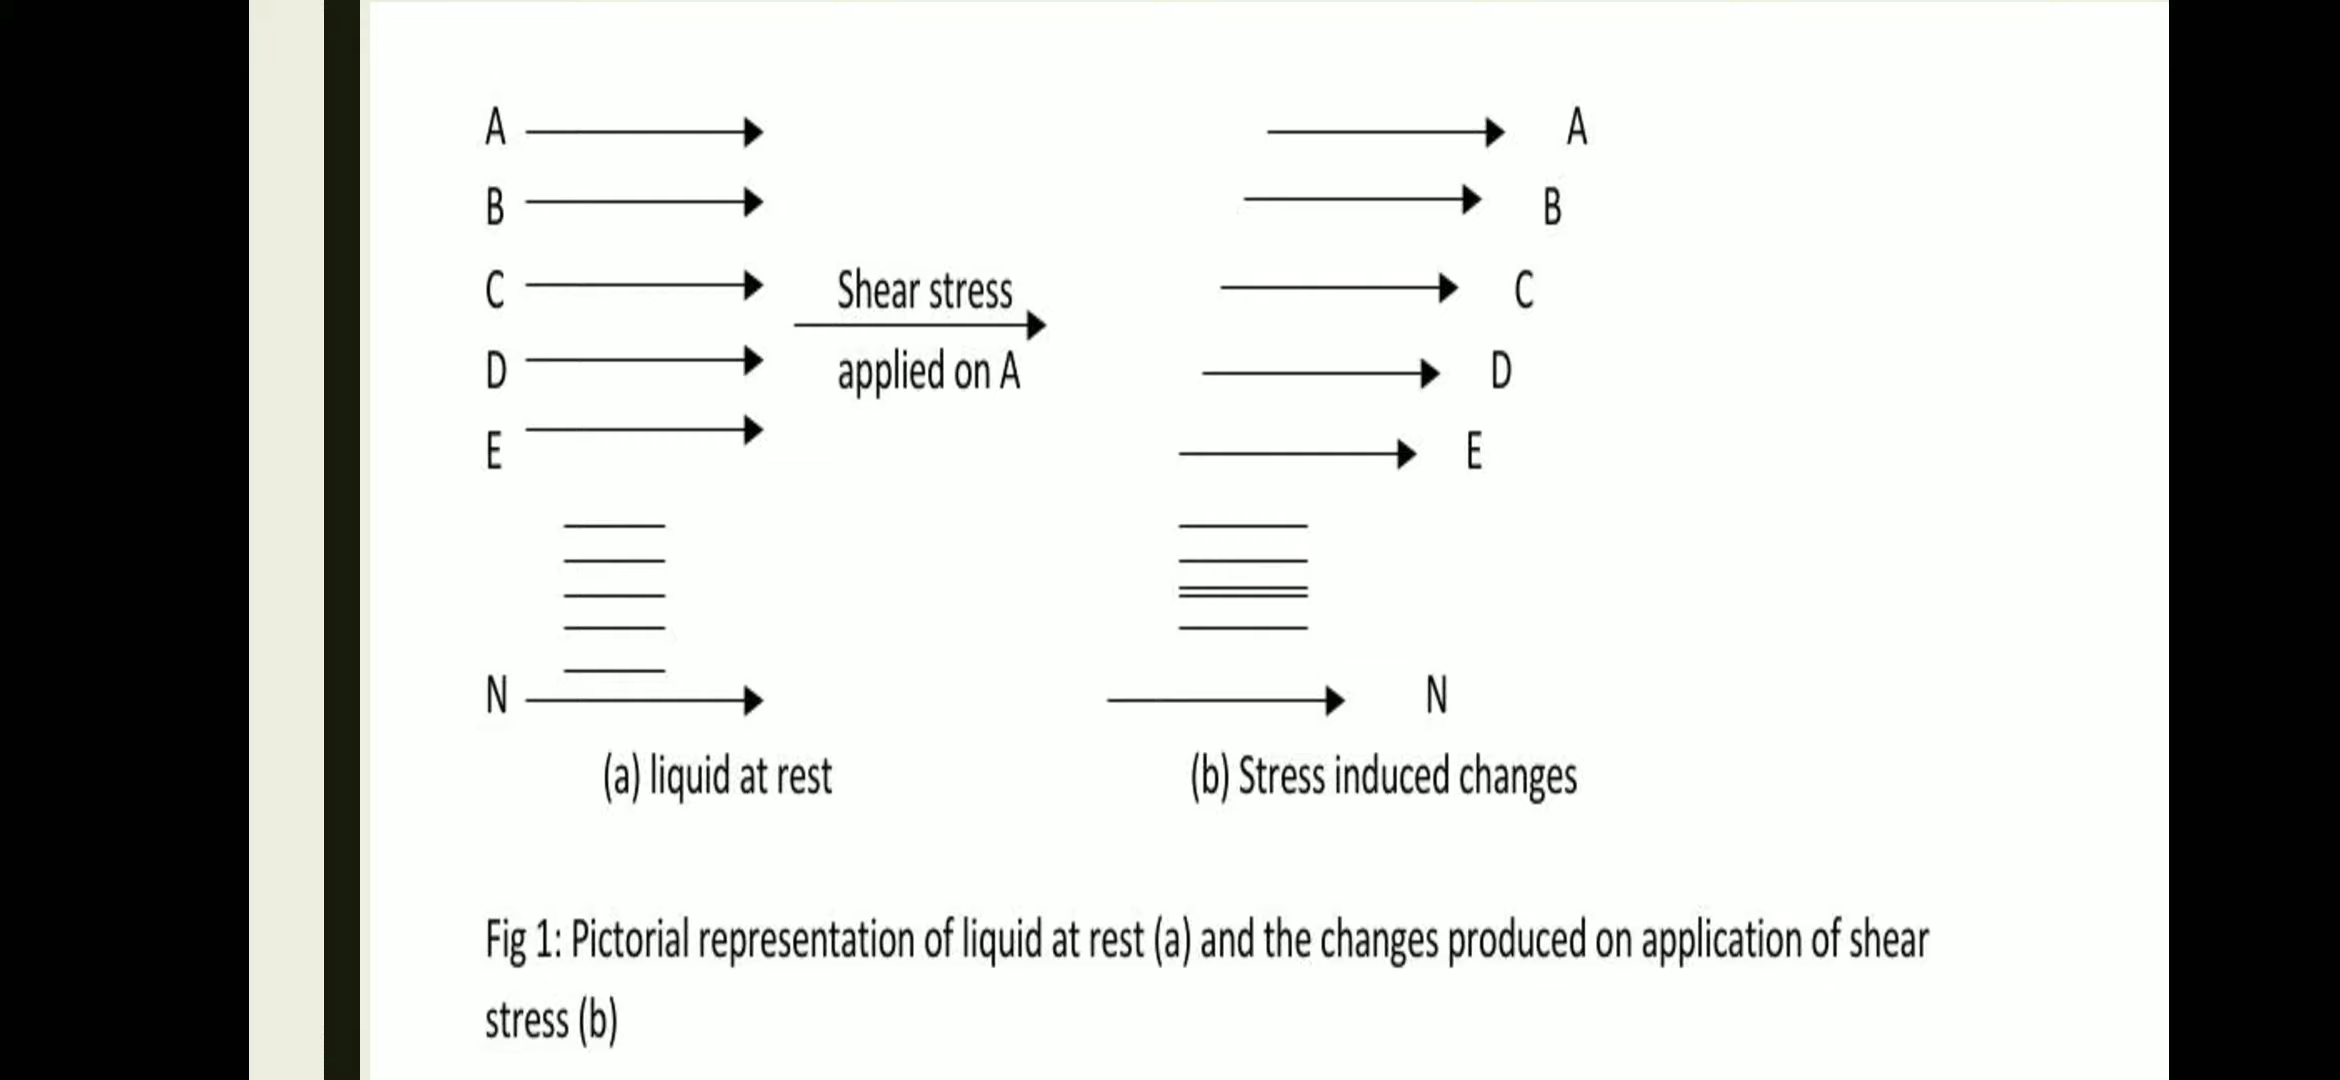 A
B
C
D
E
N
Shear stress
applied on A
A
B
C
D
E
N
(a) liquid at rest
(b) Stress induced changes
Fig 1: Pictorial representation of liquid at rest (a) and the changes produced on application of shear
stress (b)